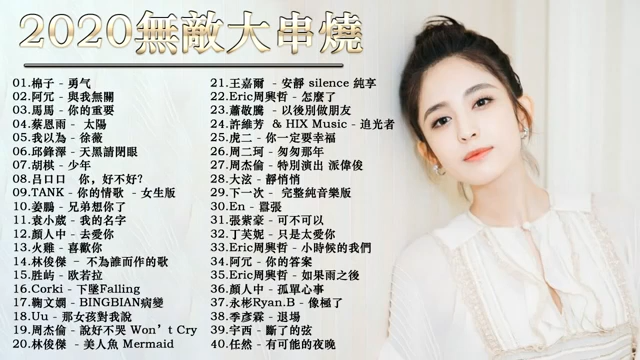 2020無敵大串燒
01.棉子 - 勇气
02.阿冗 - 與我無關
03.馬馬 - 你的重要
04.蔡恩雨 - 太陽
05.我以為 - 徐薇
06.邱鋒澤 - 天黑請閉眼
07.胡棋 - 少年
08.吕口口 你，好不好?
09.TANK - 你的情歌 - 女生版
10.姜鵬 - 兄弟想你了
11.袁小葳 - 我的名字
12.顏人中 - 去愛你
13.火雞 - 喜歡你
14.林俊傑 - 不為誰而作的歌
15.胜屿 - 欧若拉
16.Corki - 下墜Falling
17.鞠文嫻 - BINGBIAN病變
18.Uu - 那女孩對我說
19.周杰倫 - 說好不哭 Won't Cry
20.林俊傑 - 美人魚 Mermaid
21.王嘉爾 - 安靜 silence 純享
22.Eric周興哲 - 怎麼了
23.蕭敬騰 - 以後別做朋友
24.許維芳 & HIX Music - 追光者
25.虎二 - 你一定要幸福
26.周二珂 - 匆匆那年
27.周杰倫 - 特別演出 派偉俊
28.大泫 - 靜悄悄
29.下一次 - 完整純音樂版
30.En - 囂張
31.張紫豪 - 可不可以
32.丁芙妮 - 只是太愛你
33.Eric周興哲 - 小時候的我們
34.阿冗 - 你的答案
35.Eric周興哲 - 如果雨之後
36.顏人中 - 孤單心事
37.永彬Ryan.B - 像極了
38.季彥霖 - 退場
39.宇西 - 斷了的弦
40.任然 - 有可能的夜晚